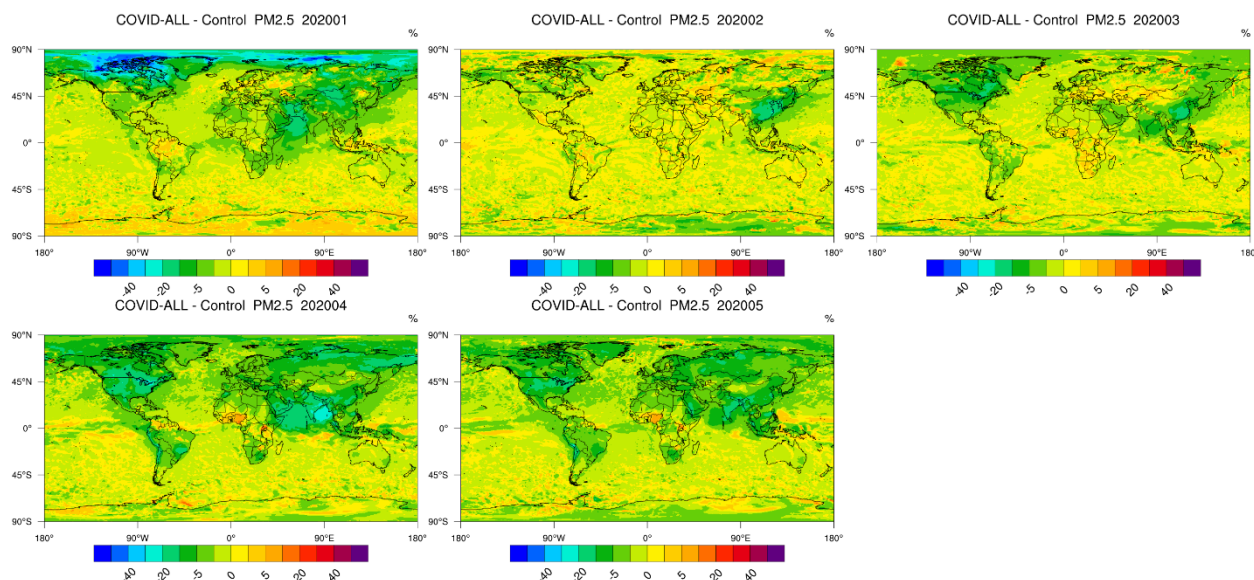 COVID-ALL - Control PM2.5 202001
%
90°N
45°N
0°
45°S
90°S
180° 90°W 0° 90°E 180°
-40 -20 -5 0 5 20 40
COVID-ALL - Control PM2.5 202002
%
90°N
45°N
0°
45°S
90°S
180° 90°W 0° 90°E 180°
-40 -20 -5 0 5 20 40
COVID-ALL - Control PM2.5 202003
%
90°N
45°N
0°
45°S
90°S
180° 90°W 0° 90°E 180°
-40 -20 -5 0 5 20 40
COVID-ALL - Control PM2.5 202004
%
90°N
45°N
0°
45°S
90°S
180° 90°W 0° 90°E 180°
-40 -20 -5 0 5 20 40
COVID-ALL - Control PM2.5 202005
%
90°N
45°N
0°
45°S
90°S
180° 90°W 0° 90°E 180°
-40 -20 -5 0 5 20 40